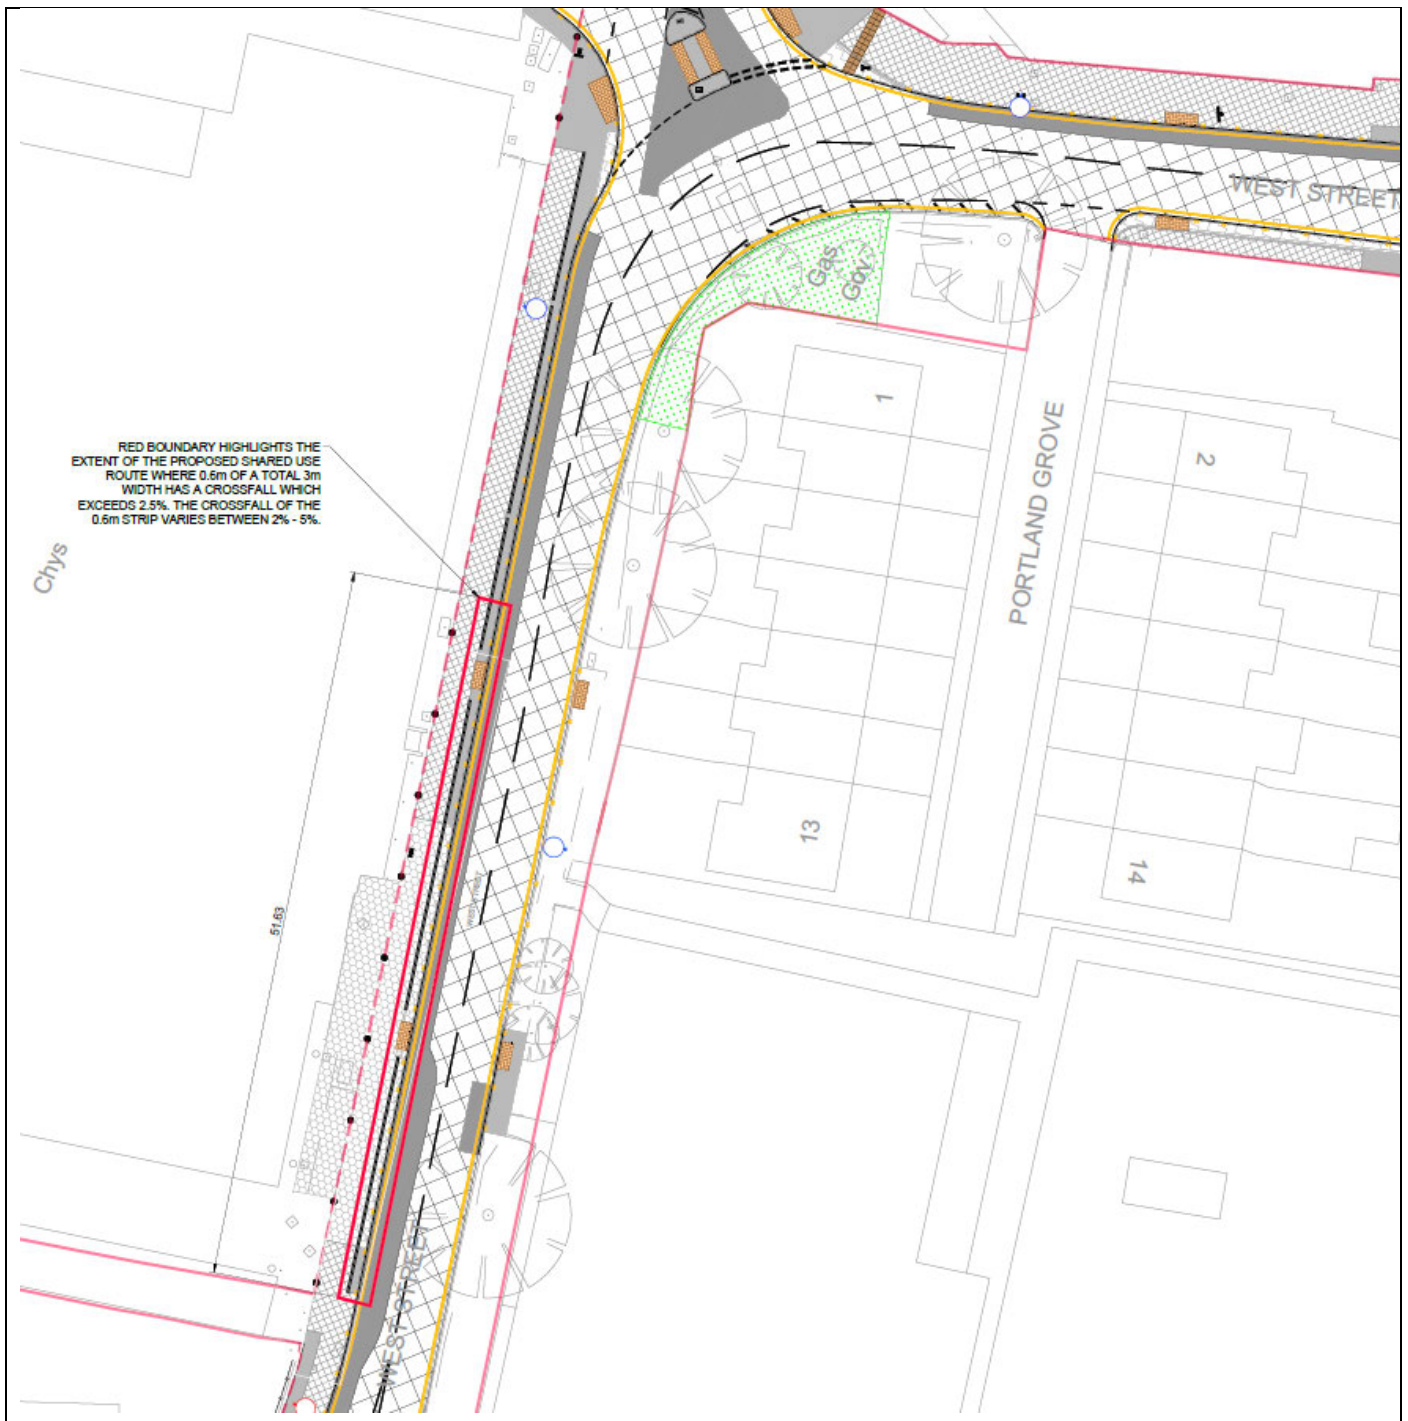 WEST STREET
Gas
Gov
1
2
PORTLAND GROVE
RED BOUNDARY HIGHLIGHTS THE
EXTENT OF THE PROPOSED SHARED USE
ROUTE WHERE 0.6m OF A TOTAL 3m
WIDTH HAS A CROSSFALL WHICH
EXCEEDS 2.5%. THE CROSSFALL OF THE
0.6m STRIP VARIES BETWEEN 2% - 5%.
Chys
13
14
51.63
WEST STREET
WEST STREET